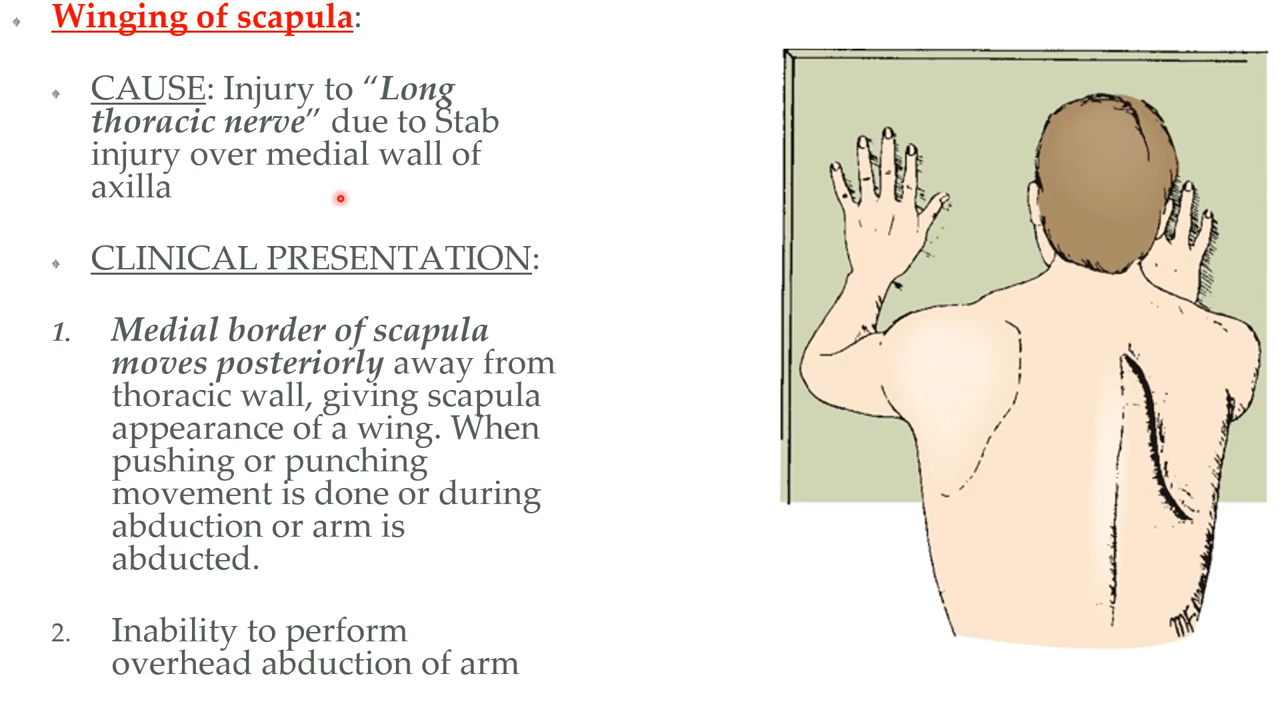 Winging of scapula:
CAUSE: Injury to “Long
thoracic nerve” due to Stab
injury over medial wall of
axilla
CLINICAL PRESENTATION:
1. Medial border of scapula
moves posteriorly away from
thoracic wall, giving scapula
appearance of a wing. When
pushing or punching
movement is done or during
abduction or arm is
abducted.
2. Inability to perform
overhead abduction of arm